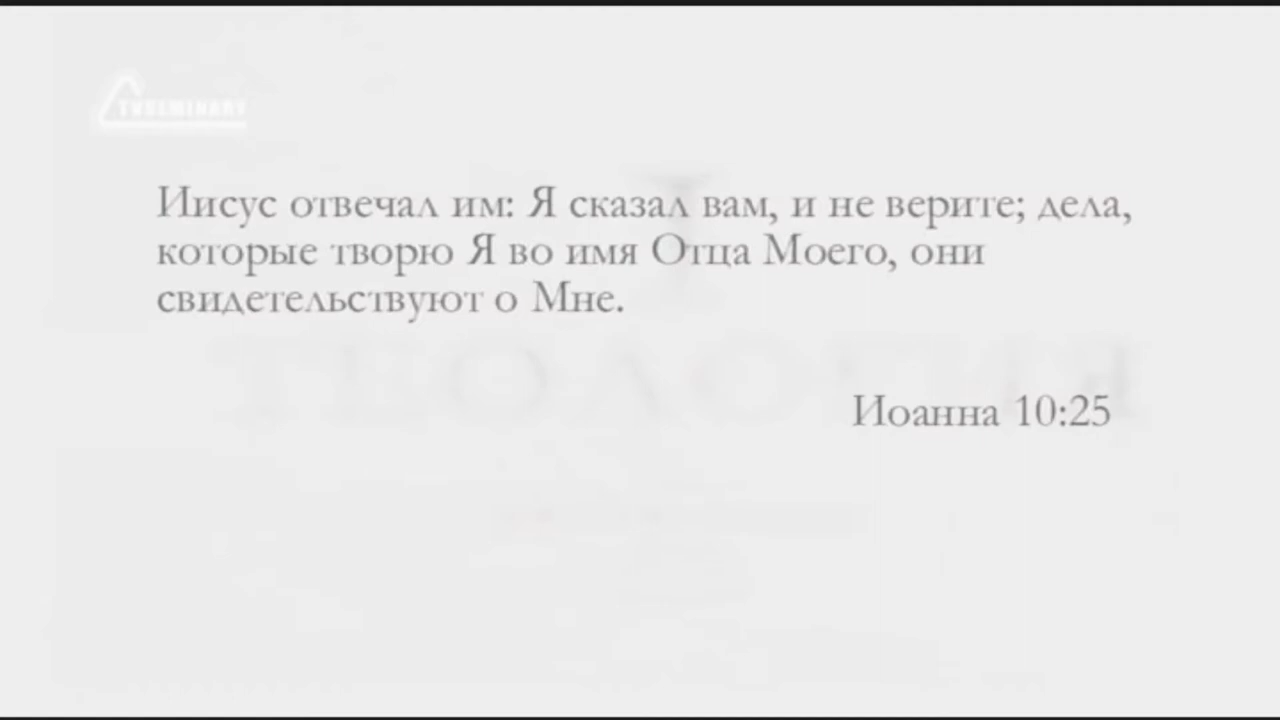 TVSEMINARY
Иисус отвечал им: Я сказал вам, и не верите; дела,
которые творю Я во имя Отца Моего, они
свидетельствуют о Мне.
Иоанна 10:25